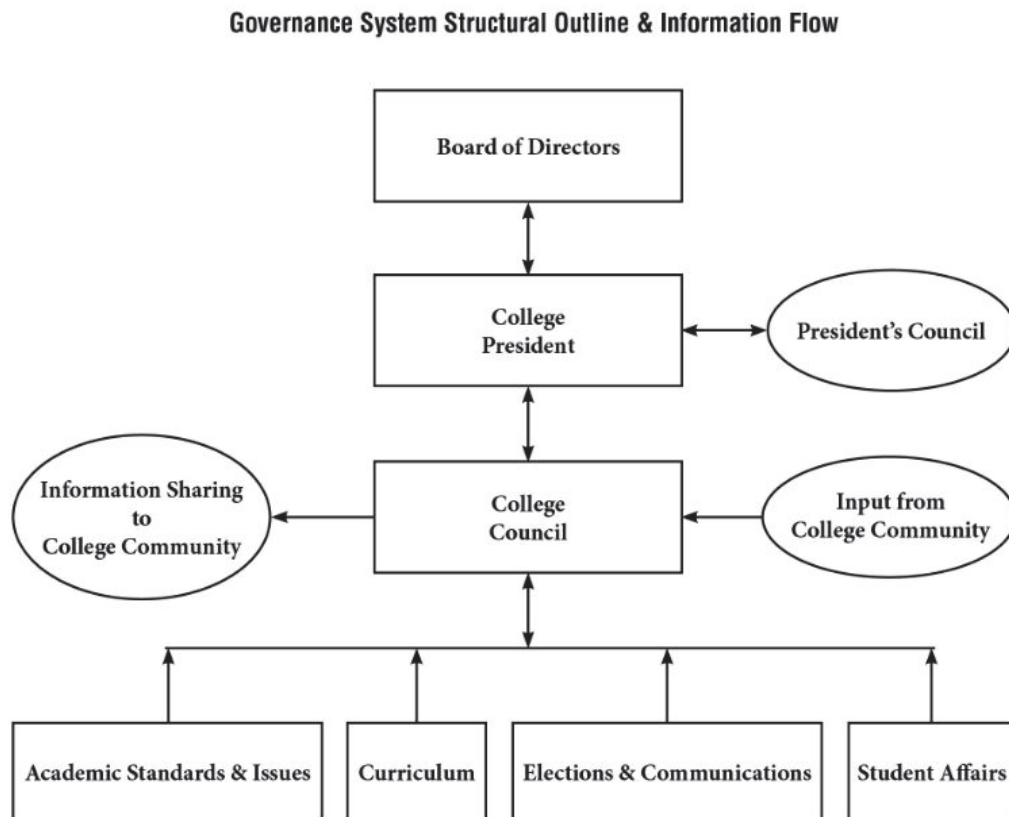 Governance System Structural Outline & Information Flow
Board of Directors
College
President
President’s Council
Information Sharing
to
College Community
College
Council
Input from
College Community
Academic Standards & Issues
Curriculum
Elections & Communications
Student Affairs